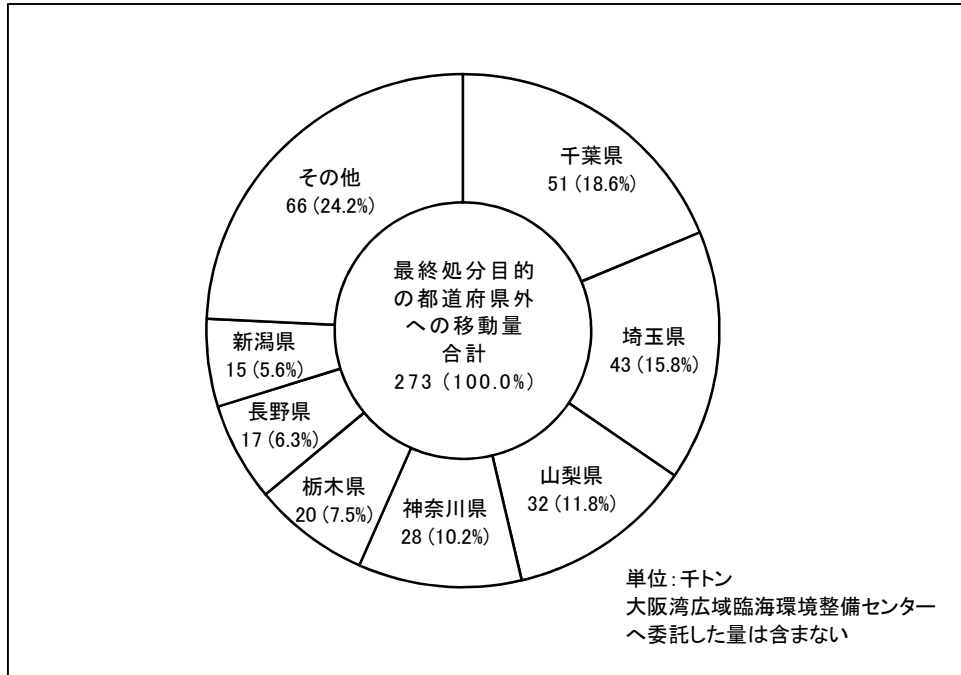 千葉県
51 (18.6%)
埼玉県
43 (15.8%)
山梨県
32 (11.8%)
神奈川県
28 (10.2%)
栃木県
20 (7.5%)
長野県
17 (6.3%)
新潟県
15 (5.6%)
その他
66 (24.2%)
最終処分目的
の都道府県外
への移動量
合計
273 (100.0%)
単位：千トン
大阪湾広域臨海環境整備センター
へ委託した量は含まない